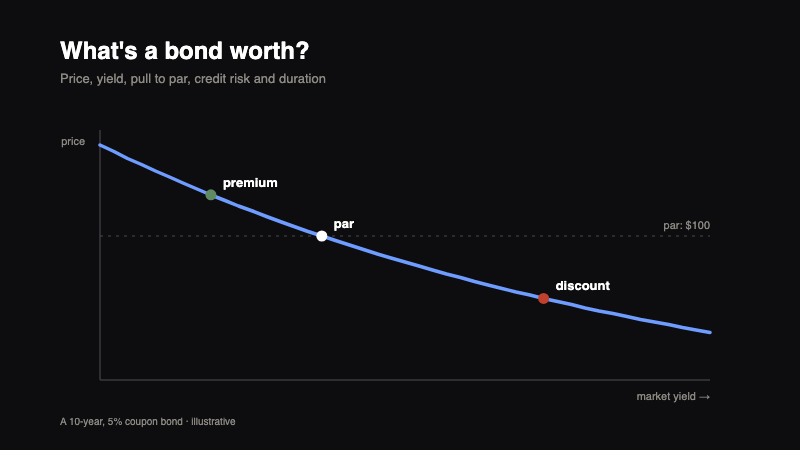 What's a bond worth?
Price, yield, pull to par, credit risk and duration
price
premium
par
par: $100
discount
market yield →
A 10-year, 5% coupon bond · illustrative